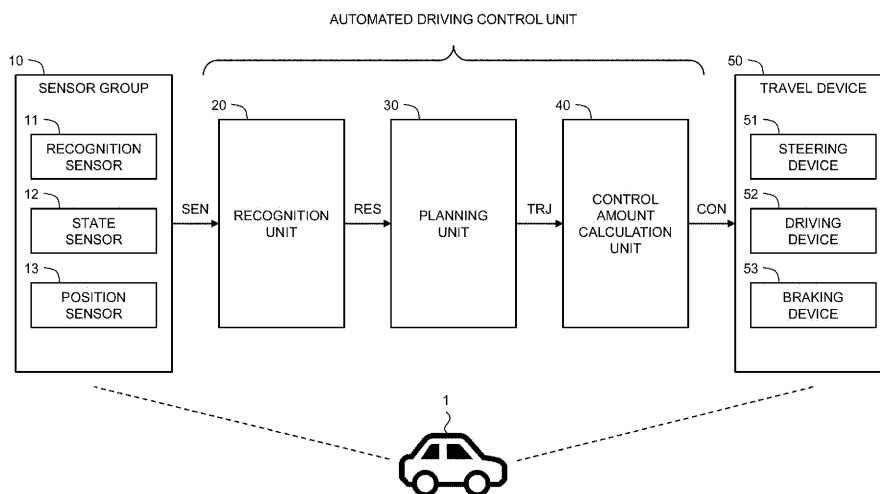 AUTOMATED DRIVING CONTROL UNIT
10
SENSOR GROUP
11
RECOGNITION
SENSOR
12
STATE
SENSOR
13
POSITION
SENSOR
SEN
20
RECOGNITION
UNIT
RES
30
PLANNING
UNIT
TRJ
40
CONTROL
AMOUNT
CALCULATION
UNIT
CON
50
TRAVEL DEVICE
51
STEERING
DEVICE
52
DRIVING
DEVICE
53
BRAKING
DEVICE
1